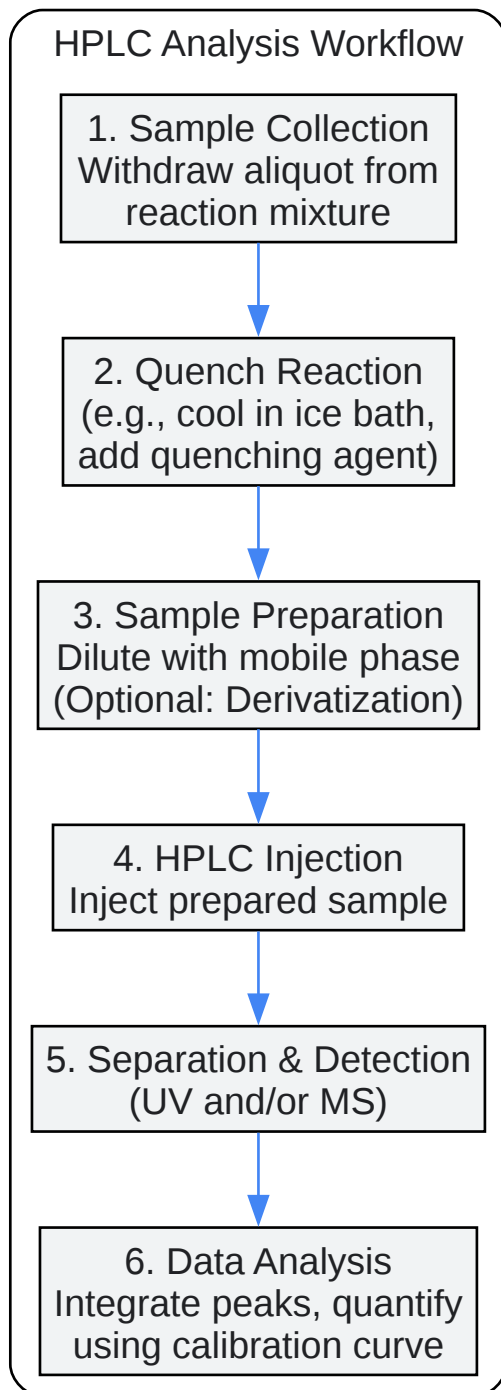 HPLC Analysis Workflow
1. Sample Collection
Withdraw aliquot from
reaction mixture
2. Quench Reaction
(e.g., cool in ice bath,
add quenching agent)
3. Sample Preparation
Dilute with mobile phase
(Optional: Derivatization)
4. HPLC Injection
Inject prepared sample
5. Separation & Detection
(UV and/or MS)
6. Data Analysis
Integrate peaks, quantify
using calibration curve